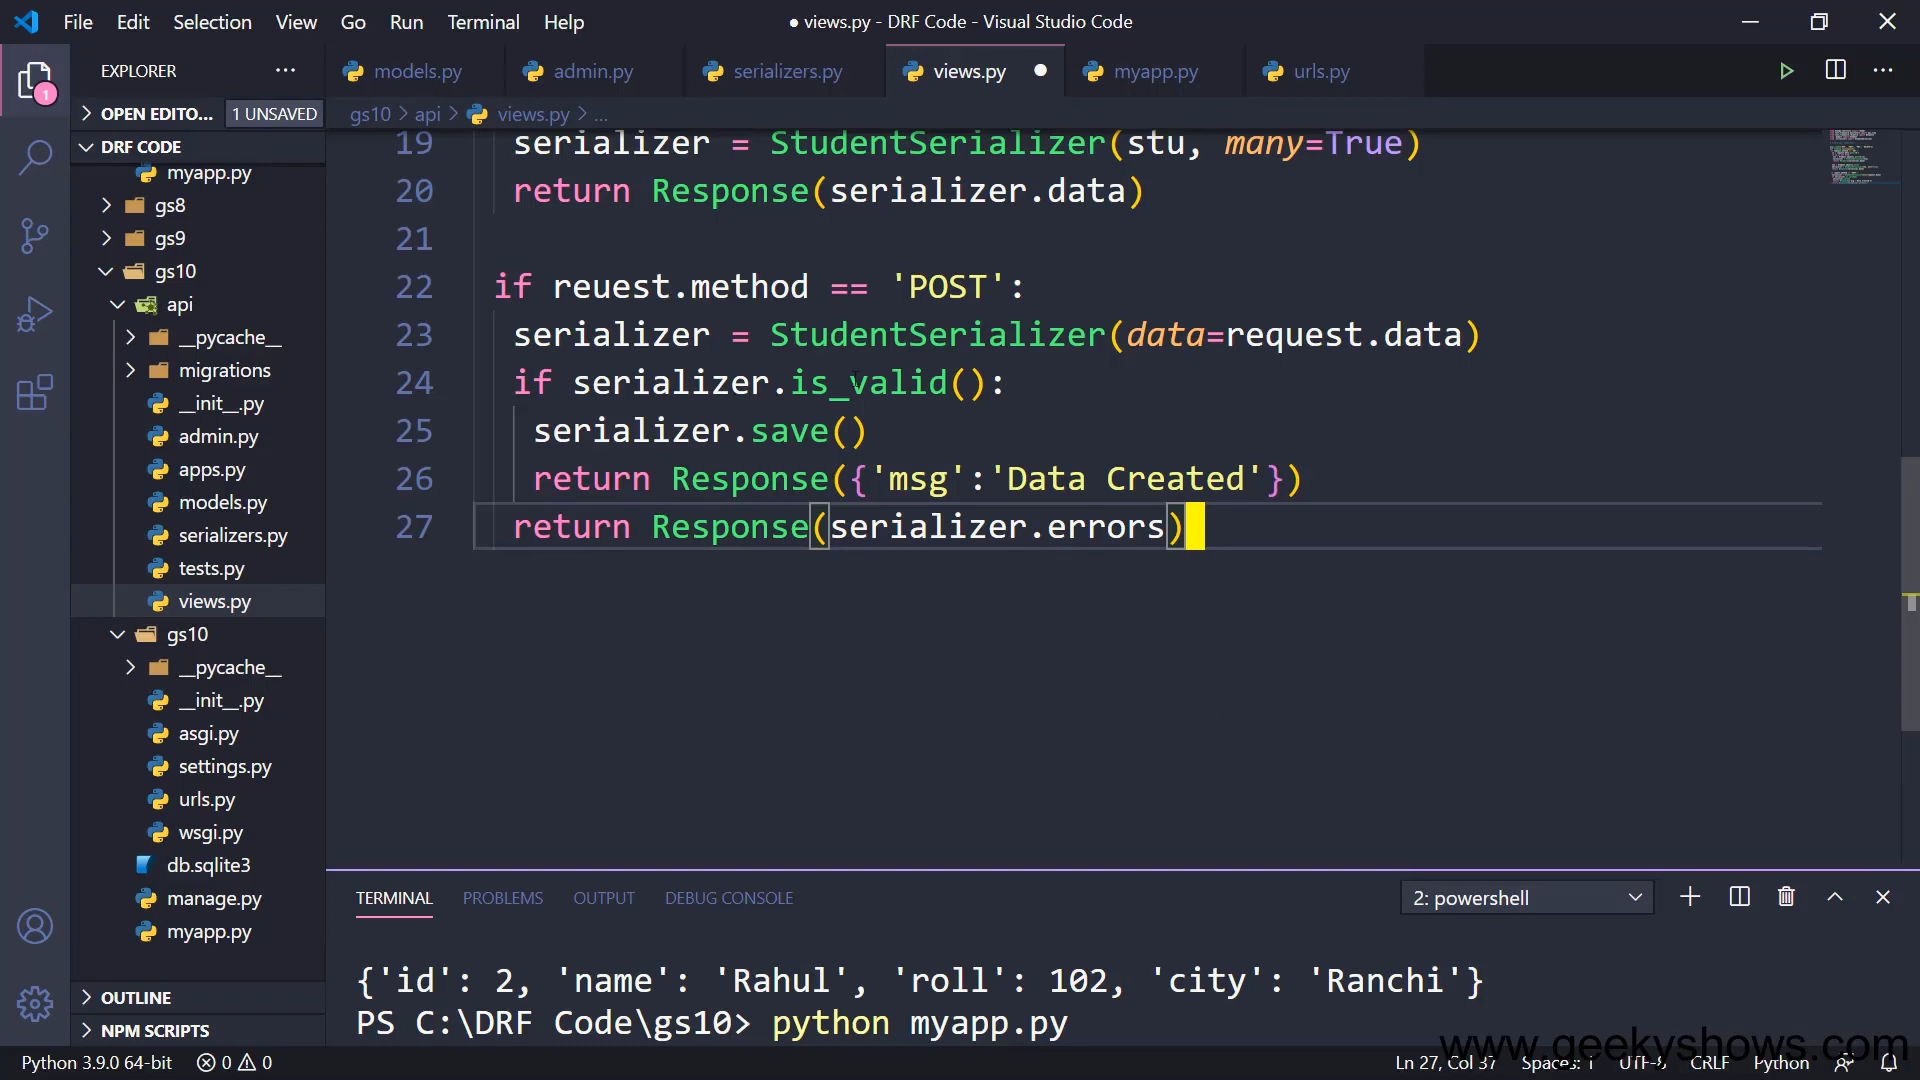 File Edit Selection View Go Run Terminal Help
● views.py - DRF Code - Visual Studio Code
EXPLORER ...
models.py admin.py serializers.py views.py ● myapp.py urls.py
OPEN EDITO... 1 UNSAVED
gs10 > api > views.py > ...
DRF CODE
myapp.py
gs8
gs9
gs10
api
__pycache__
migrations
__init__.py
admin.py
apps.py
models.py
serializers.py
tests.py
views.py
gs10
__pycache__
__init__.py
asgi.py
settings.py
urls.py
wsgi.py
db.sqlite3
manage.py
myapp.py
OUTLINE
NPM SCRIPTS
1
19 serializer = StudentSerializer(stu, many=True)
20 return Response(serializer.data)
21
22 if reuest.method == 'POST':
23 serializer = StudentSerializer(data=request.data)
24 if serializer.is_valid():
25 serializer.save()
26 return Response({'msg':'Data Created'})
27 return Response(serializer.errors)
TERMINAL PROBLEMS OUTPUT DEBUG CONSOLE
2: powershell
{'id': 2, 'name': 'Rahul', 'roll': 102, 'city': 'Ranchi'}
PS C:\DRF Code\gs10> python myapp.py
www.geekyshows.com
Python 3.9.0 64-bit 0 0
Ln 27, Col 37 Spaces: 1 UTF-8 CRLF Python